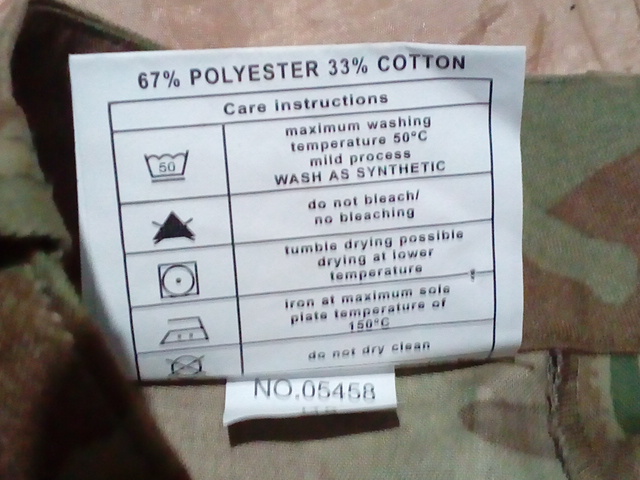 67% POLYESTER 33% COTTON
Care instructions
50
maximum washing
temperature 50°C
mild process
WASH AS SYNTHETIC
do not bleach/
no bleaching
tumble drying possible
drying at lower
temperature
iron at maximum sole
plate temperature of
150°C
do not dry clean
NO.05458